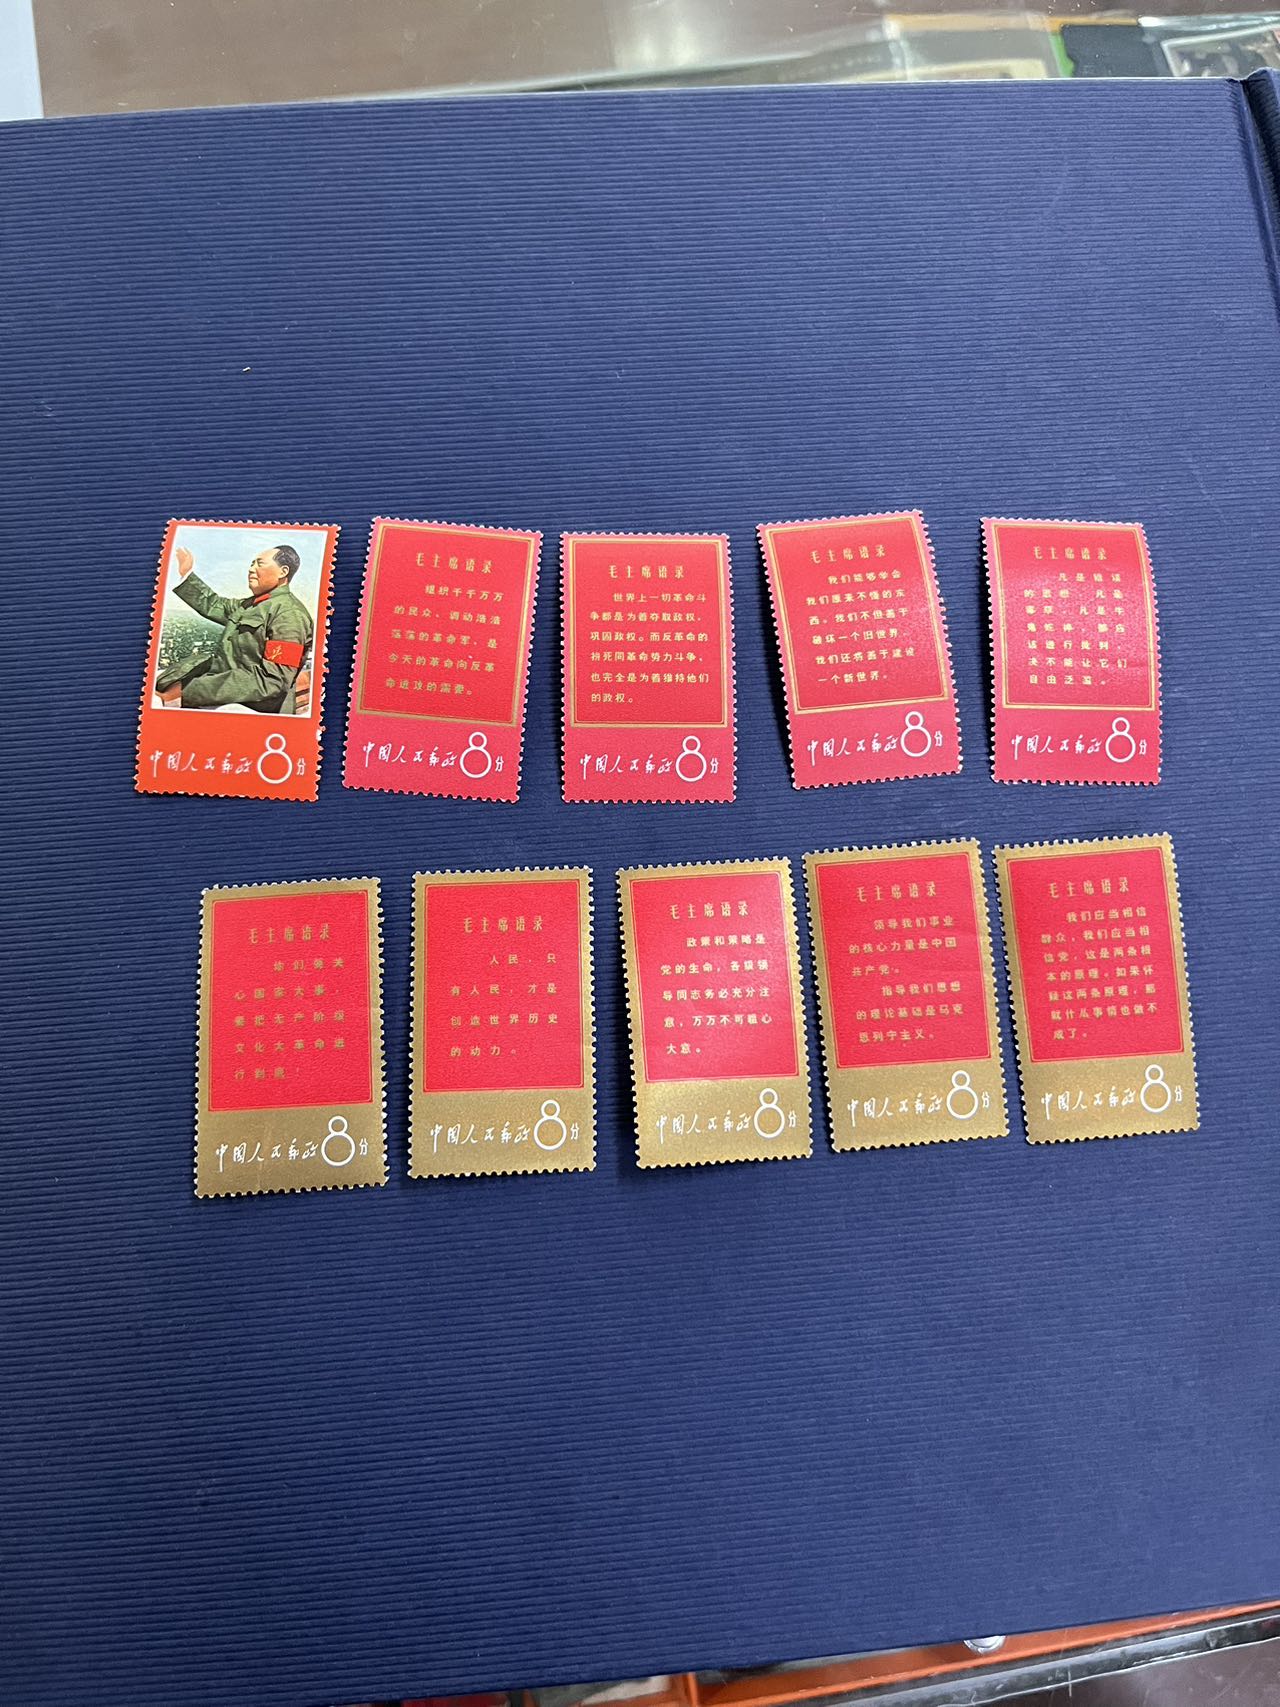 中国人民邮政 8分
毛主席语录
组织千千万万
的民众、调动浩浩
荡荡的革命军，是
今天的革命向反革
命进攻的需要。
中国人民邮政 8分
毛主席语录
世界上一切革命斗
争都是为着夺取政权，
巩固政权。而反革命的
拚死同革命势力斗争、
也完全是为着维持他们
的政权。
中国人民邮政 8分
毛主席语录
我们能够学会
我们原来不懂的东
西。我们不但善于
破坏一个旧世界，
我们还将善于建设
一个新世界。
中国人民邮政 8分
毛主席语录
凡是错误
的思想，凡是
毒草，凡是牛
鬼蛇神，都应
该进行批判，
决不能让它们
自由泛滥。
中国人民邮政 8分
毛主席语录
你们要关
心国家大事，
要把无产阶级
文化大革命进
行到底！
中国人民邮政 8分
毛主席语录
人民，只
有人民，才是
创造世界历史
的动力。
中国人民邮政 8分
毛主席语录
政策和策略是
党的生命，各级领
导同志务必充分注
意，万万不可粗心
大意。
中国人民邮政 8分
毛主席语录
领导我们事业
的核心力量是中国
共产党。
指导我们思想
的理论基础是马克
思列宁主义。
中国人民邮政 8分
毛主席语录
我们应当相信
群众，我们应当相
信党，这是两条根
本的原理。如果怀
疑这两条原理，那
就什么事情也做不
成了。
中国人民邮政 8分